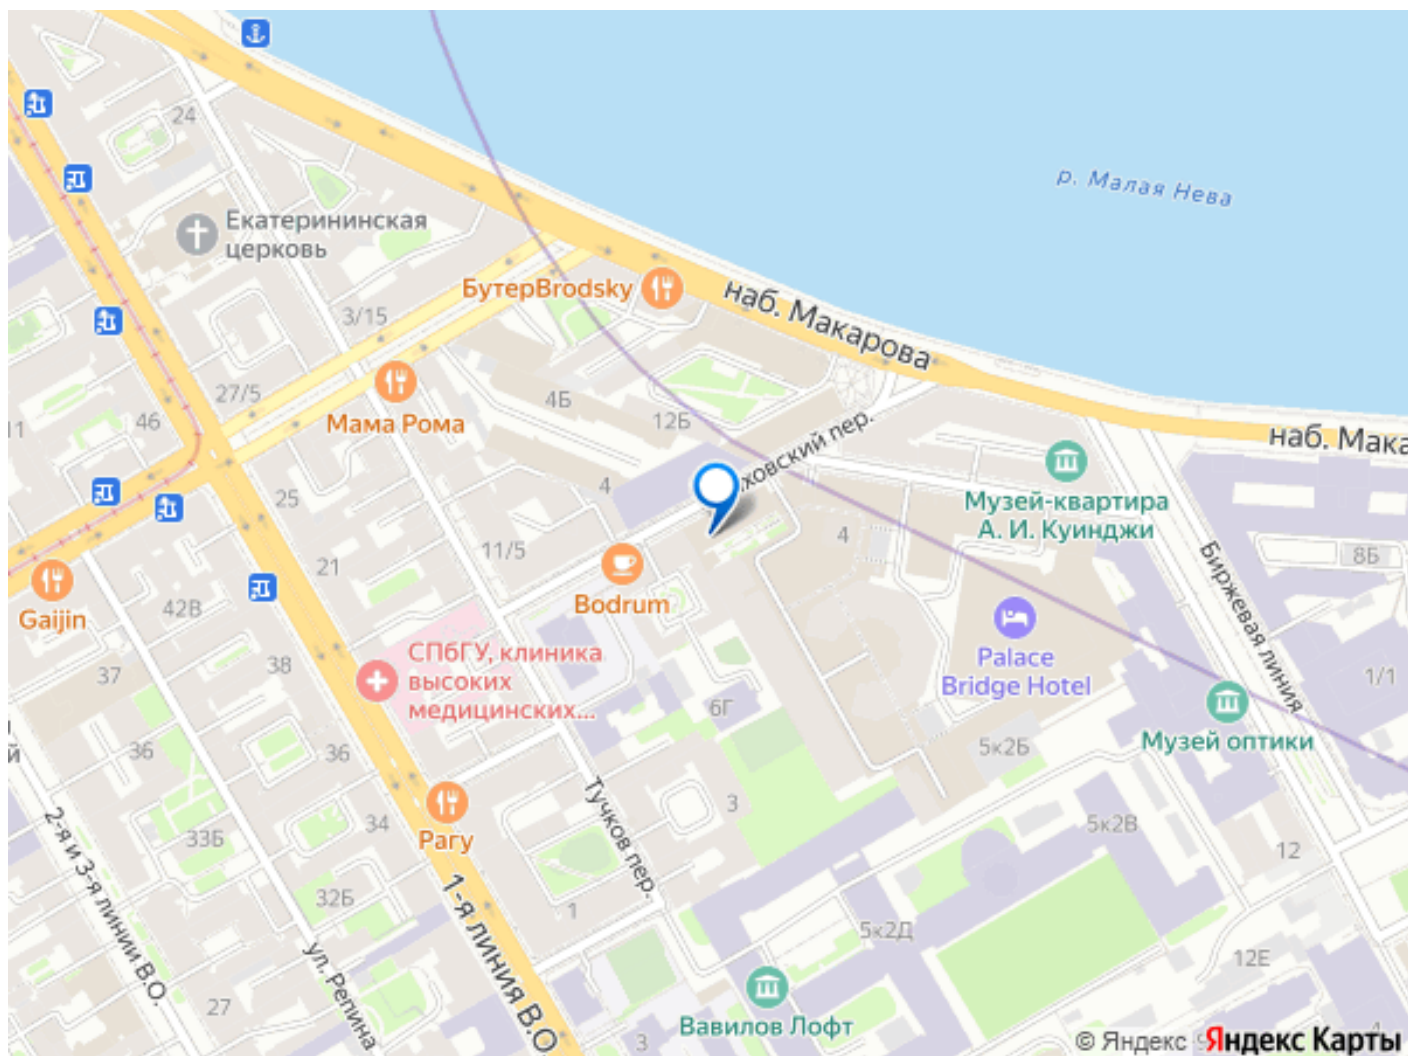 24
Екатерининская
церковь
р. Малая Нева
БутерBrodsky
наб. Макарова
3/15
27/5
46
11
Мама Рома
4Б
12Б
ховский пер.
наб. Мака
Музей-квартира
А. И. Куинджи
25
4
4
11/5
21
Биржевая линия
8Б
Gaijin
42В
Bodrum
Palace
Bridge Hotel
38
37
СПбГУ, клиника
высоких
медицинских...
6Г
1/1
Музей оптики
5к2Б
й
36
36
2-я и 3-я линии В.О.
33Б
34
Рагу
Тучков пер.
3
5к2В
12
32Б
1
1-я линия В.О
5к2Д
12Е
ул. Репина
27
Вавилов Лофт
3
9
© Яндекс Яндекс Карты